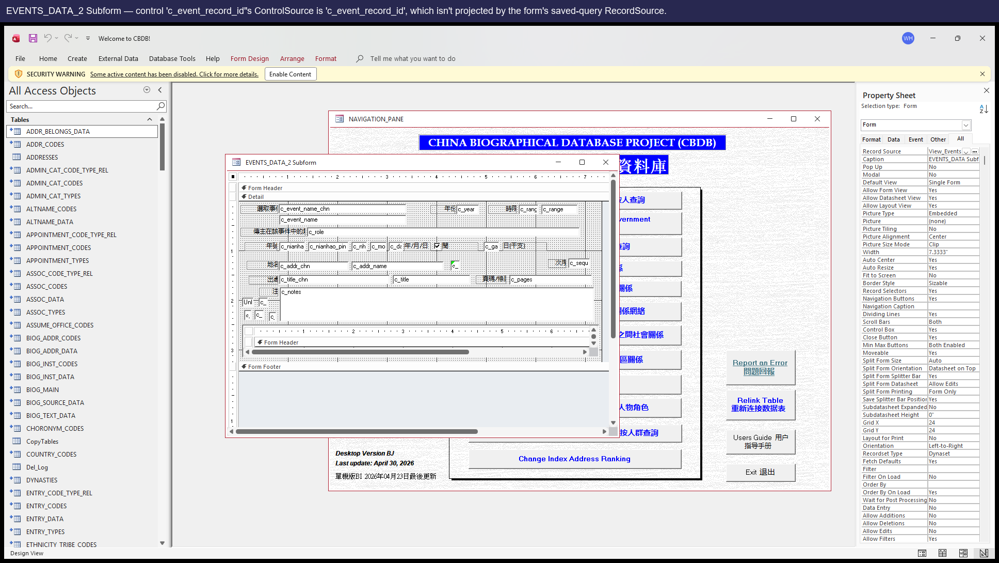 EVENTS_DATA_2 Subform — control 'c_event_record_id''s ControlSource is 'c_event_record_id', which isn't projected by the form's saved-query RecordSource.
Welcome to CBDB!
WH
File Home Create External Data Database Tools Help Form Design Arrange Format Tell me what you want to do
SECURITY WARNING Some active content has been disabled. Click for more details. Enable Content
All Access Objects
Search...
Tables
ADDR_BELONGS_DATA
ADDR_CODES
ADDRESSES
ADMIN_CAT_CODE_TYPE_REL
ADMIN_CAT_CODES
ADMIN_CAT_TYPES
ALTNAME_CODES
ALTNAME_DATA
APPOINTMENT_CODE_TYPE_REL
APPOINTMENT_CODES
APPOINTMENT_TYPES
ASSOC_CODE_TYPE_REL
ASSOC_CODES
ASSOC_DATA
ASSOC_TYPES
ASSUME_OFFICE_CODES
BIOG_ADDR_CODES
BIOG_ADDR_DATA
BIOG_INST_CODES
BIOG_INST_DATA
BIOG_MAIN
BIOG_SOURCE_DATA
BIOG_TEXT_DATA
CHORONYM_CODES
CopyTables
COUNTRY_CODES
Del_Log
DYNASTIES
ENTRY_CODE_TYPE_REL
ENTRY_CODES
ENTRY_DATA
ENTRY_TYPES
ETHNICITY_TRIBE_CODES
Design View
NAVIGATION_PANE
CHINA BIOGRAPHICAL DATABASE PROJECT (CBDB)
資料庫
人查詢
vernment
查詢
係
關係
係網絡
之間社會關係
區關係
人物角色
按人群查詢
Change Index Address Ranking
Desktop Version BJ
Last update: April 30, 2026
單機版BI 2026年04月23日最後更新
Report an Error
問題回報
Relink Table
重新连接数据表
Users Guide 用户
指导手册
Exit 退出
EVENTS_DATA_2 Subform
1 2 3 4 5 6 7
Form Header
Detail
選取事 c_event_name_chn 年份 c_year 時限 c_rang c_range
c_event_name
傳主在該事件中的 c_role
年號 c_nianha c_nianhao_pin c_nh c_mo c_da 年/月/日 閏 c_ga 日(干支)
地名 c_addr_chn c_addr_name c_ 次序 c_sequ
出處 c_title_chn c_title 頁碼/條 c_pages
注 c_notes
Unl c_
c_ c_ c_
1 2 3 4 5 6
Form Header
Form Footer
1
2
3
1
Property Sheet
Selection type: Form
Form
Format Data Event Other All
Record Source View_Events
Caption EVENTS_DATA Subf
Pop Up No
Modal No
Default View Single Form
Allow Form View Yes
Allow Datasheet View Yes
Allow Layout View Yes
Picture Type Embedded
Picture (none)
Picture Tiling No
Picture Alignment Center
Picture Size Mode Clip
Width 7.3333"
Auto Center Yes
Auto Resize Yes
Fit to Screen No
Border Style Sizable
Record Selectors Yes
Navigation Buttons Yes
Navigation Caption
Dividing Lines Yes
Scroll Bars Both
Control Box Yes
Close Button Yes
Min Max Buttons Both Enabled
Moveable Yes
Split Form Size Auto
Split Form Orientation Datasheet on Top
Split Form Splitter Bar Yes
Split Form Datasheet Allow Edits
Split Form Printing Form Only
Save Splitter Bar Position Yes
Subdatasheet Expanded No
Subdatasheet Height 0"
Grid X 24
Grid Y 24
Layout for Print No
Orientation Left-to-Right
Recordset Type Dynaset
Fetch Defaults Yes
Filter
Filter On Load No
Order By
Order By On Load Yes
Wait for Post Processing No
Data Entry No
Allow Additions No
Allow Deletions No
Allow Edits No
Allow Filters Yes